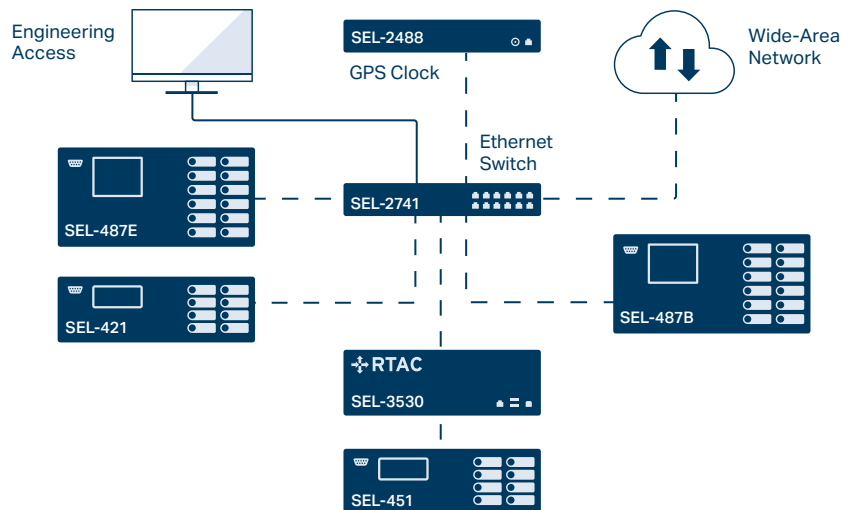 Engineering
Access
SEL-2488
GPS Clock
Wide-Area
Network
Ethernet
Switch
SEL-2741
SEL-487E
SEL-421
SEL-487B
RTAC
SEL-3530
SEL-451